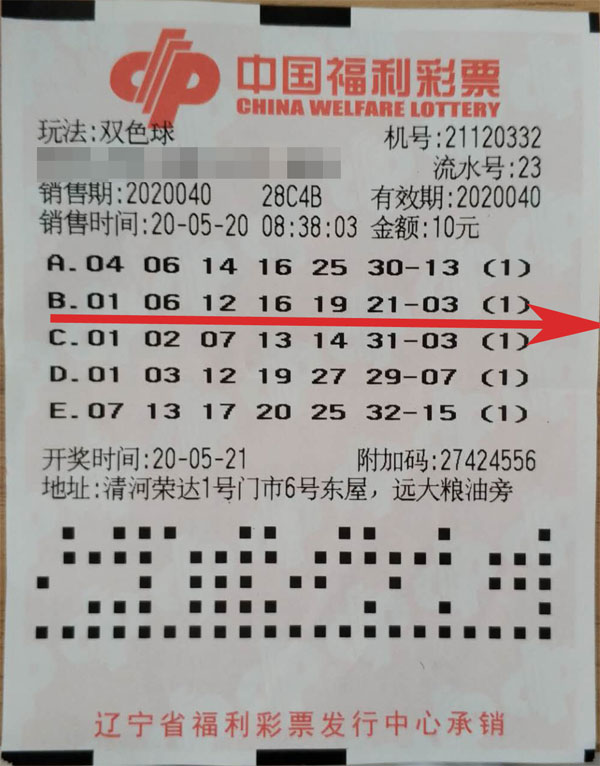 中国福利彩票
CHINA WELFARE LOTTERY
玩法:双色球 机号:21120332
流水号:23
销售期:2020040 28C4B 有效期:2020040
销售时间:20-05-20 08:38:03 金额:10元
A.04 06 14 16 25 30-13 (1)
B.01 06 12 16 19 21-03 (1)
C.01 02 07 13 14 31-03 (1)
D.01 03 12 19 27 29-07 (1)
E.07 13 17 20 25 32-15 (1)
开奖时间:20-05-21 附加码:27424556
地址:清河荣达1号门市6号东屋，远大粮油旁
辽宁省福利彩票发行中心承销